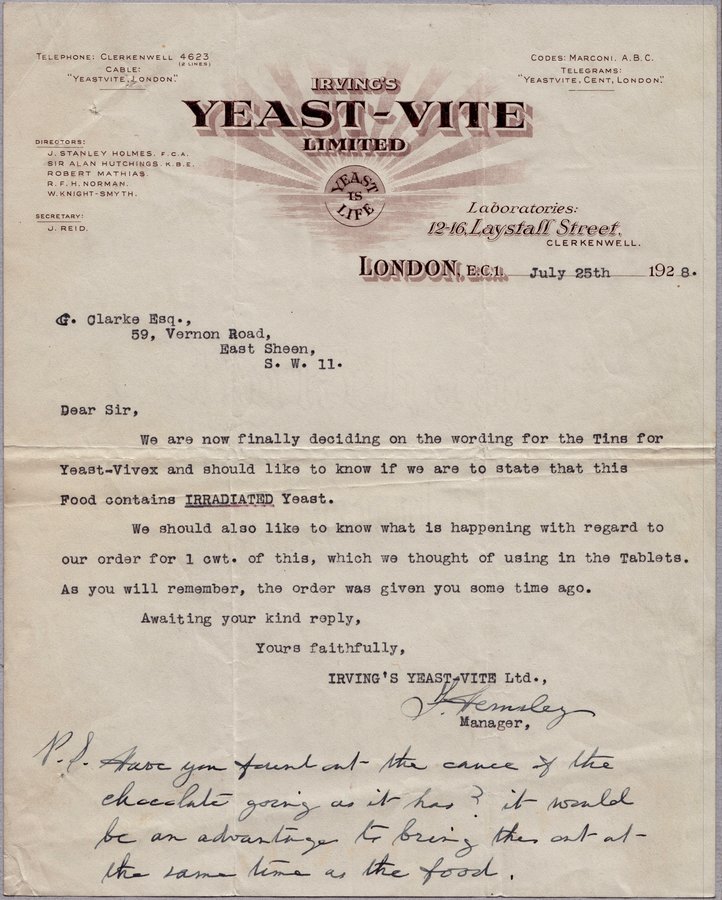 TELEPHONE: CLERKENWELL 4623
(2 LINES)
CABLE:
"YEASTVITE, LONDON."
CODES: MARCONI. A.B.C.
TELEGRAMS:
"YEASTVITE, CENT, LONDON."
IRVING'S
YEAST-VITE
LIMITED
YEAST
IS
LIFE
DIRECTORS:
J. STANLEY HOLMES. F.C.A.
SIR ALAN HUTCHINGS. K.B.E.
ROBERT MATHIAS.
R.F.H. NORMAN.
W. KNIGHT-SMYTH.
SECRETARY:
J. REID.
Laboratories:
12-16, Laystall Street,
CLERKENWELL.
LONDON, E.C.1. July 25th 1928.
G. Clarke Esq.,
59, Vernon Road,
East Sheen,
S. W. 11.
Dear Sir,
We are now finally deciding on the wording for the Tins for
Yeast-Vivex and should like to know if we are to state that this
Food contains IRRADIATED Yeast.
We should also like to know what is happening with regard to
our order for 1 cwt. of this, which we thought of using in the Tablets.
As you will remember, the order was given you some time ago.
Awaiting your kind reply,
Yours faithfully,
IRVING'S YEAST-VITE Ltd.,
Hemsley
Manager,
P.S. Have you found out the cause of the
chocolate going as it has? it would
be an advantage to bring this out at
the same time as the food.